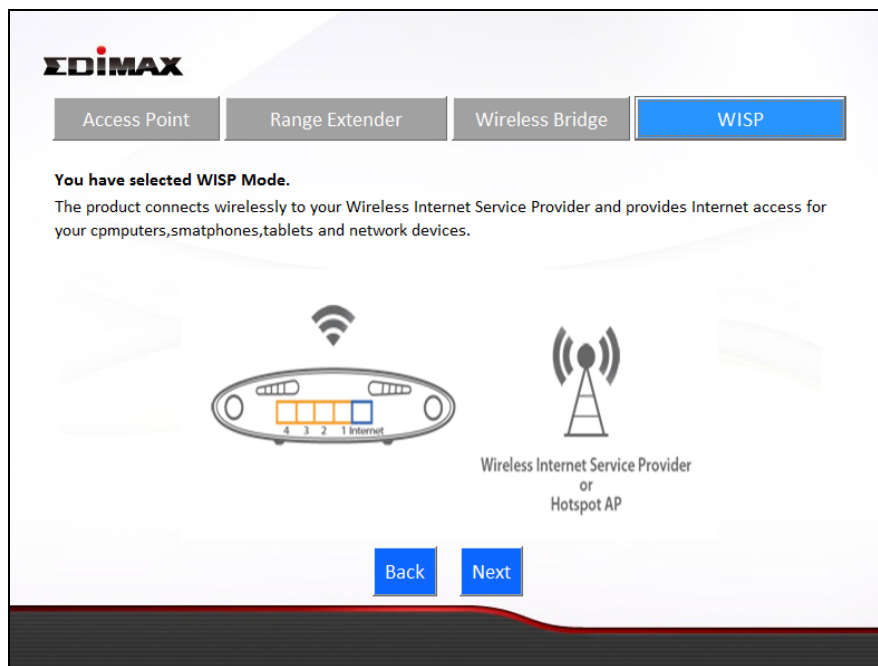 EDIMAX
Access Point
Range Extender
Wireless Bridge
WISP
You have selected WISP Mode.
The product connects wirelessly to your Wireless Internet Service Provider and provides Internet access for
your cpmputers,smatphones,tablets and network devices.
4 3 2 1 Internet
Wireless Internet Service Provider
or
Hotspot AP
Back
Next